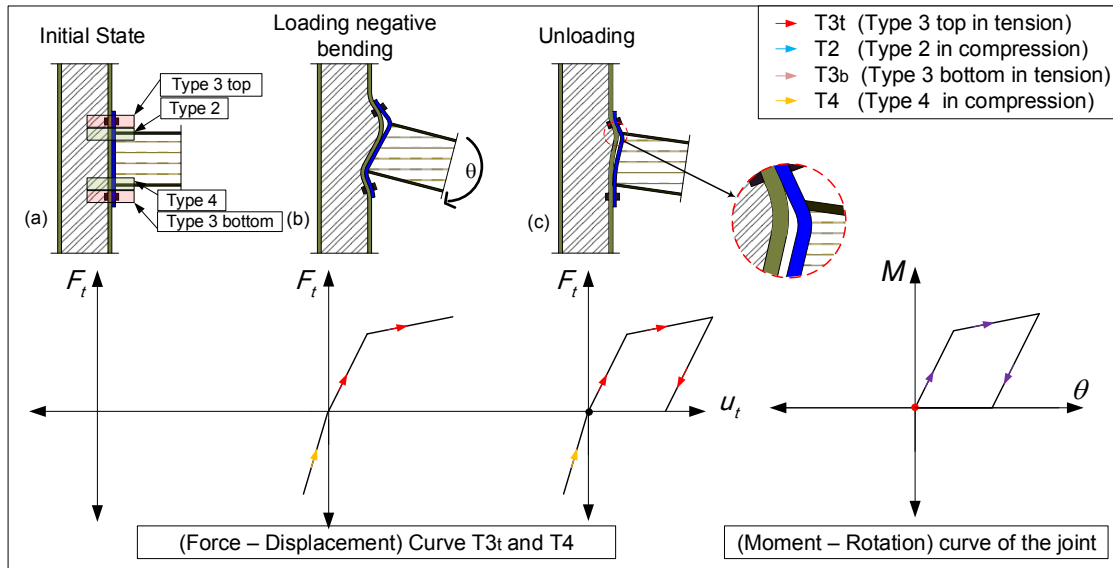 Initial State
Loading negative
bending
Unloading
T3t (Type 3 top in tension)
T2 (Type 2 in compression)
T3b (Type 3 bottom in tension)
T4 (Type 4 in compression)
Type 3 top
Type 2
Type 4
Type 3 bottom
(a)
(b)
θ
(c)
Ft
Ft
Ft
M
ut
θ
(Force – Displacement) Curve T3t and T4
(Moment – Rotation) curve of the joint